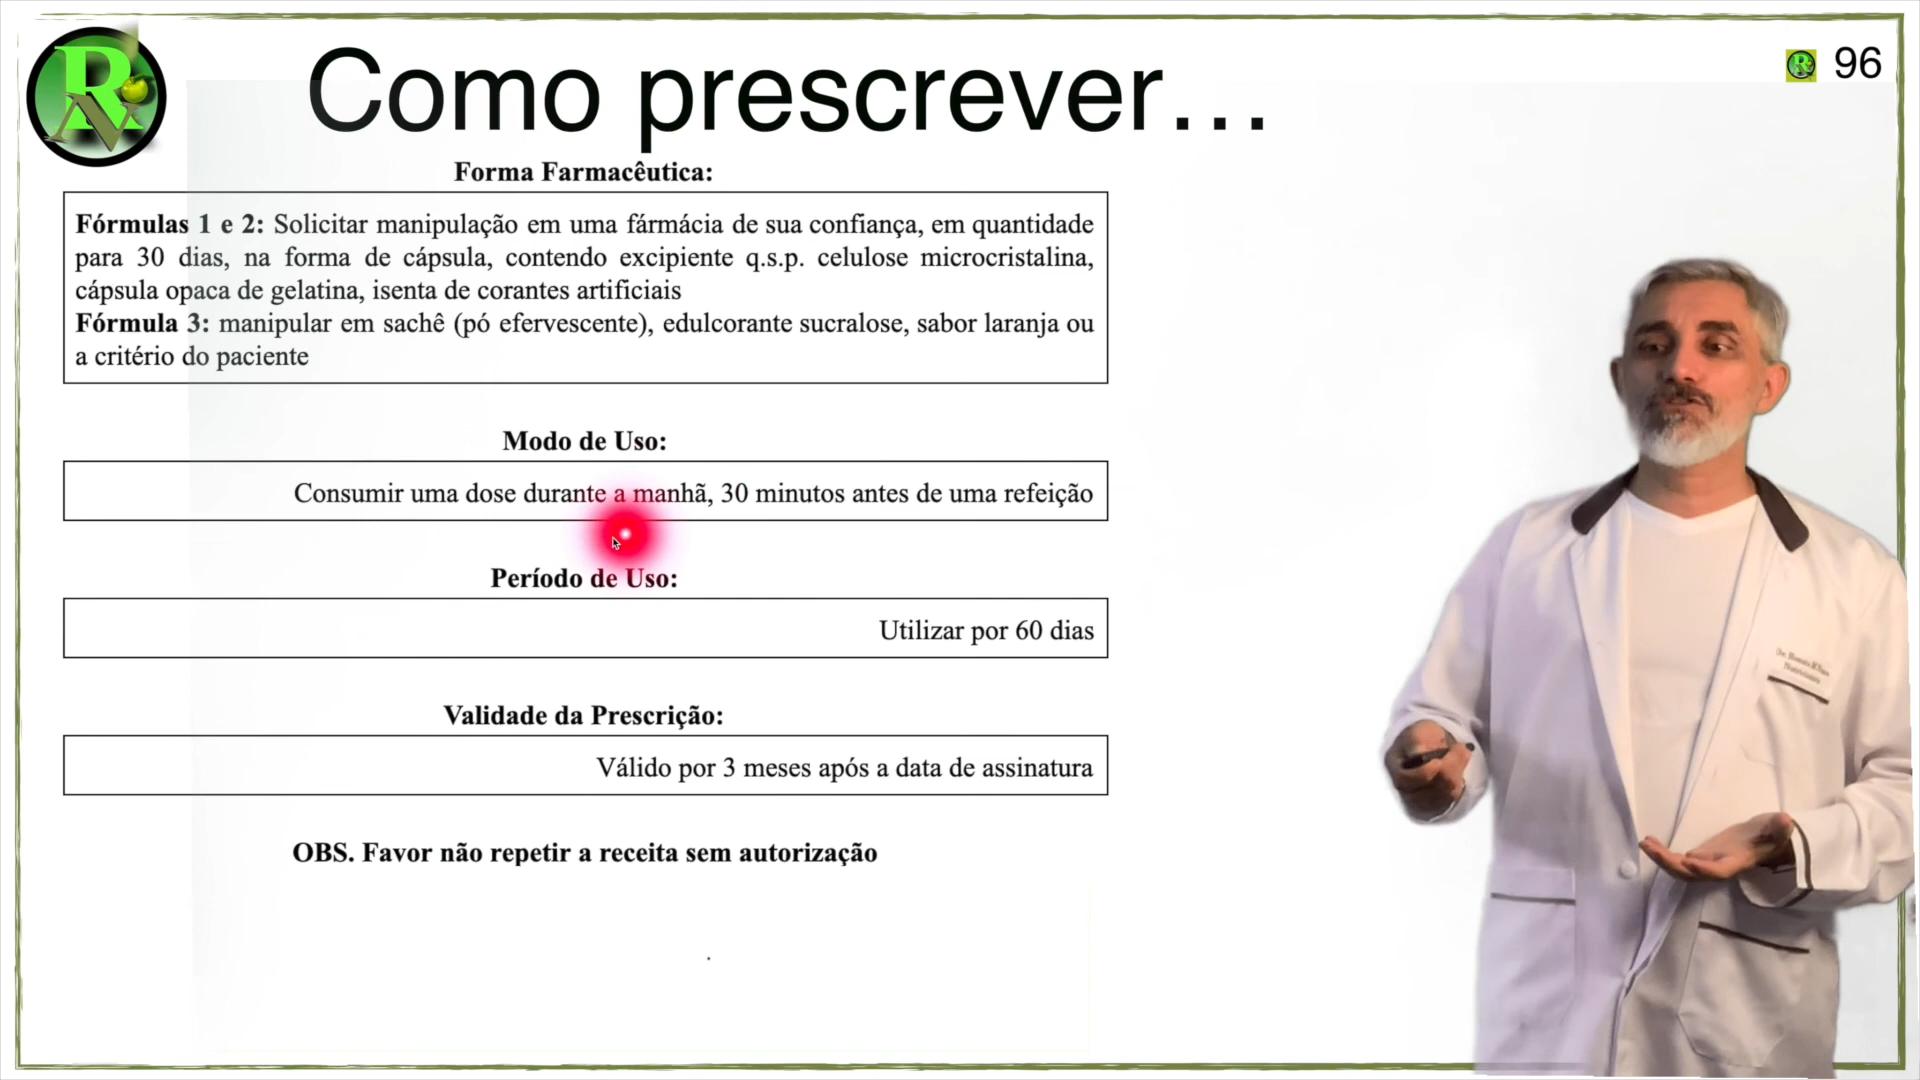 Como prescrever...
96
Forma Farmacêutica:
Fórmulas 1 e 2: Solicitar manipulação em uma fármácia de sua confiança, em quantidade
para 30 dias, na forma de cápsula, contendo excipiente q.s.p. celulose microcristalina,
cápsula opaca de gelatina, isenta de corantes artificiais
Fórmula 3: manipular em sachê (pó efervescente), edulcorante sucralose, sabor laranja ou
a critério do paciente
Modo de Uso:
Consumir uma dose durante a manhã, 30 minutos antes de uma refeição
Período de Uso:
Utilizar por 60 dias
Validade da Prescrição:
Válido por 3 meses após a data de assinatura
OBS. Favor não repetir a receita sem autorização